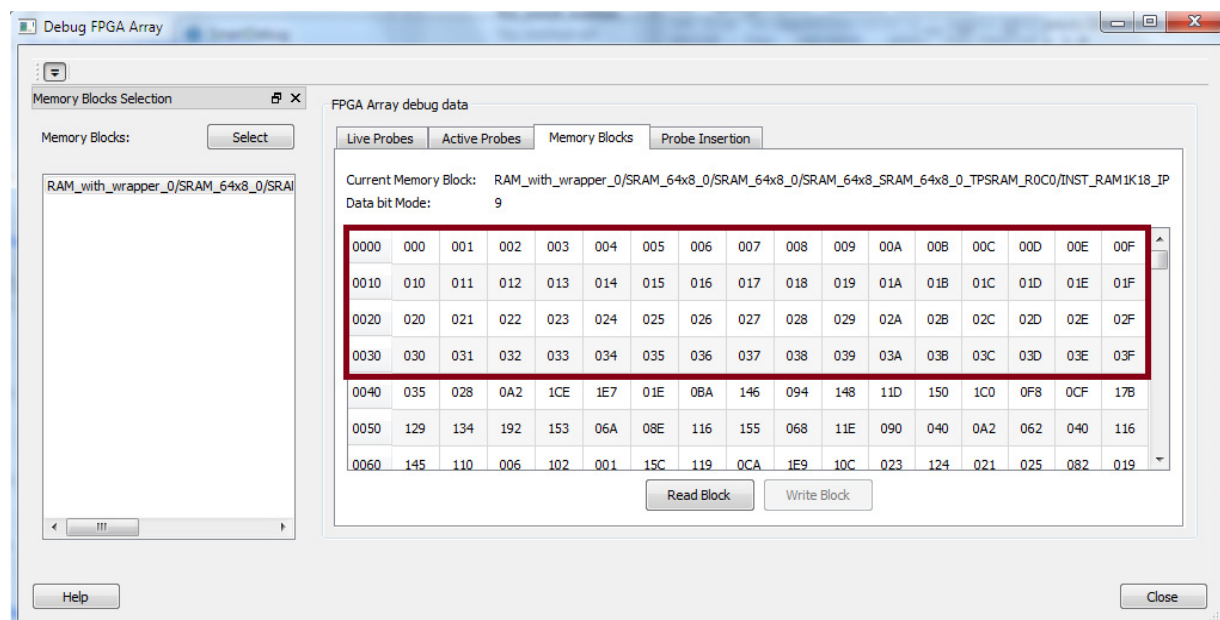 Debug FPGA Array
Memory Blocks Selection
Memory Blocks:
Select
RAM_with_wrapper_0/SRAM_64x8_0/SRAI
FPGA Array debug data
Live Probes Active Probes Memory Blocks Probe Insertion
Current Memory Block: RAM_with_wrapper_0/SRAM_64x8_0/SRAM_64x8_0/SRAM_64x8_SRAM_64x8_0_TPSRAM_R0C0/INST_RAM1K18_IP
Data bit Mode: 9
0000 000 001 002 003 004 005 006 007 008 009 00A 00B 00C 00D 00E 00F
0010 010 011 012 013 014 015 016 017 018 019 01A 01B 01C 01D 01E 01F
0020 020 021 022 023 024 025 026 027 028 029 02A 02B 02C 02D 02E 02F
0030 030 031 032 033 034 035 036 037 038 039 03A 03B 03C 03D 03E 03F
0040 035 028 0A2 1CE 1E7 01E 0BA 146 094 148 11D 150 1C0 0F8 0CF 17B
0050 129 134 192 153 06A 08E 116 155 068 11E 090 040 0A2 062 040 116
0060 145 110 006 102 001 15C 119 0CA 1E9 10C 023 124 021 025 082 019
Read Block Write Block
Help Close